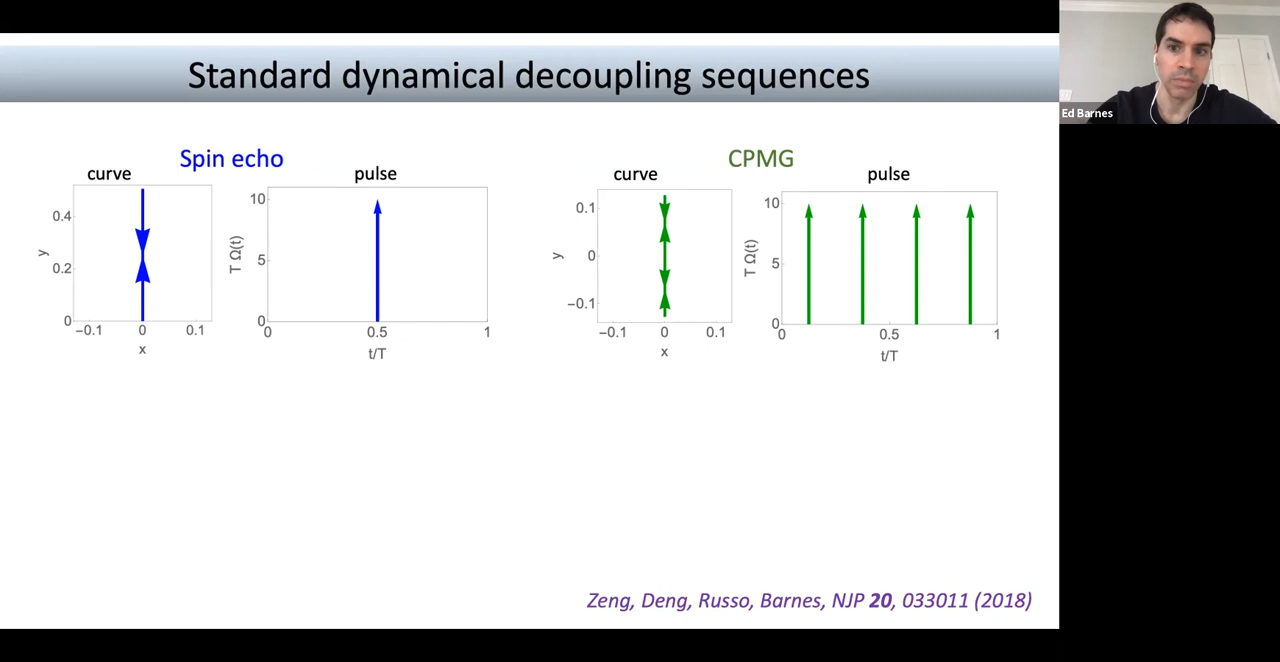 Standard dynamical decoupling sequences
Ed Barnes
Spin echo
curve
pulse
0.4
0.2
0
y
−0.1
0
0.1
x
10
5
0
T Ω(t)
0
0.5
1
t/T
CPMG
curve
pulse
0.1
0
−0.1
y
−0.1
0
0.1
x
10
5
0
T Ω(t)
0
0.5
1
t/T
Zeng, Deng, Russo, Barnes, NJP 20, 033011 (2018)